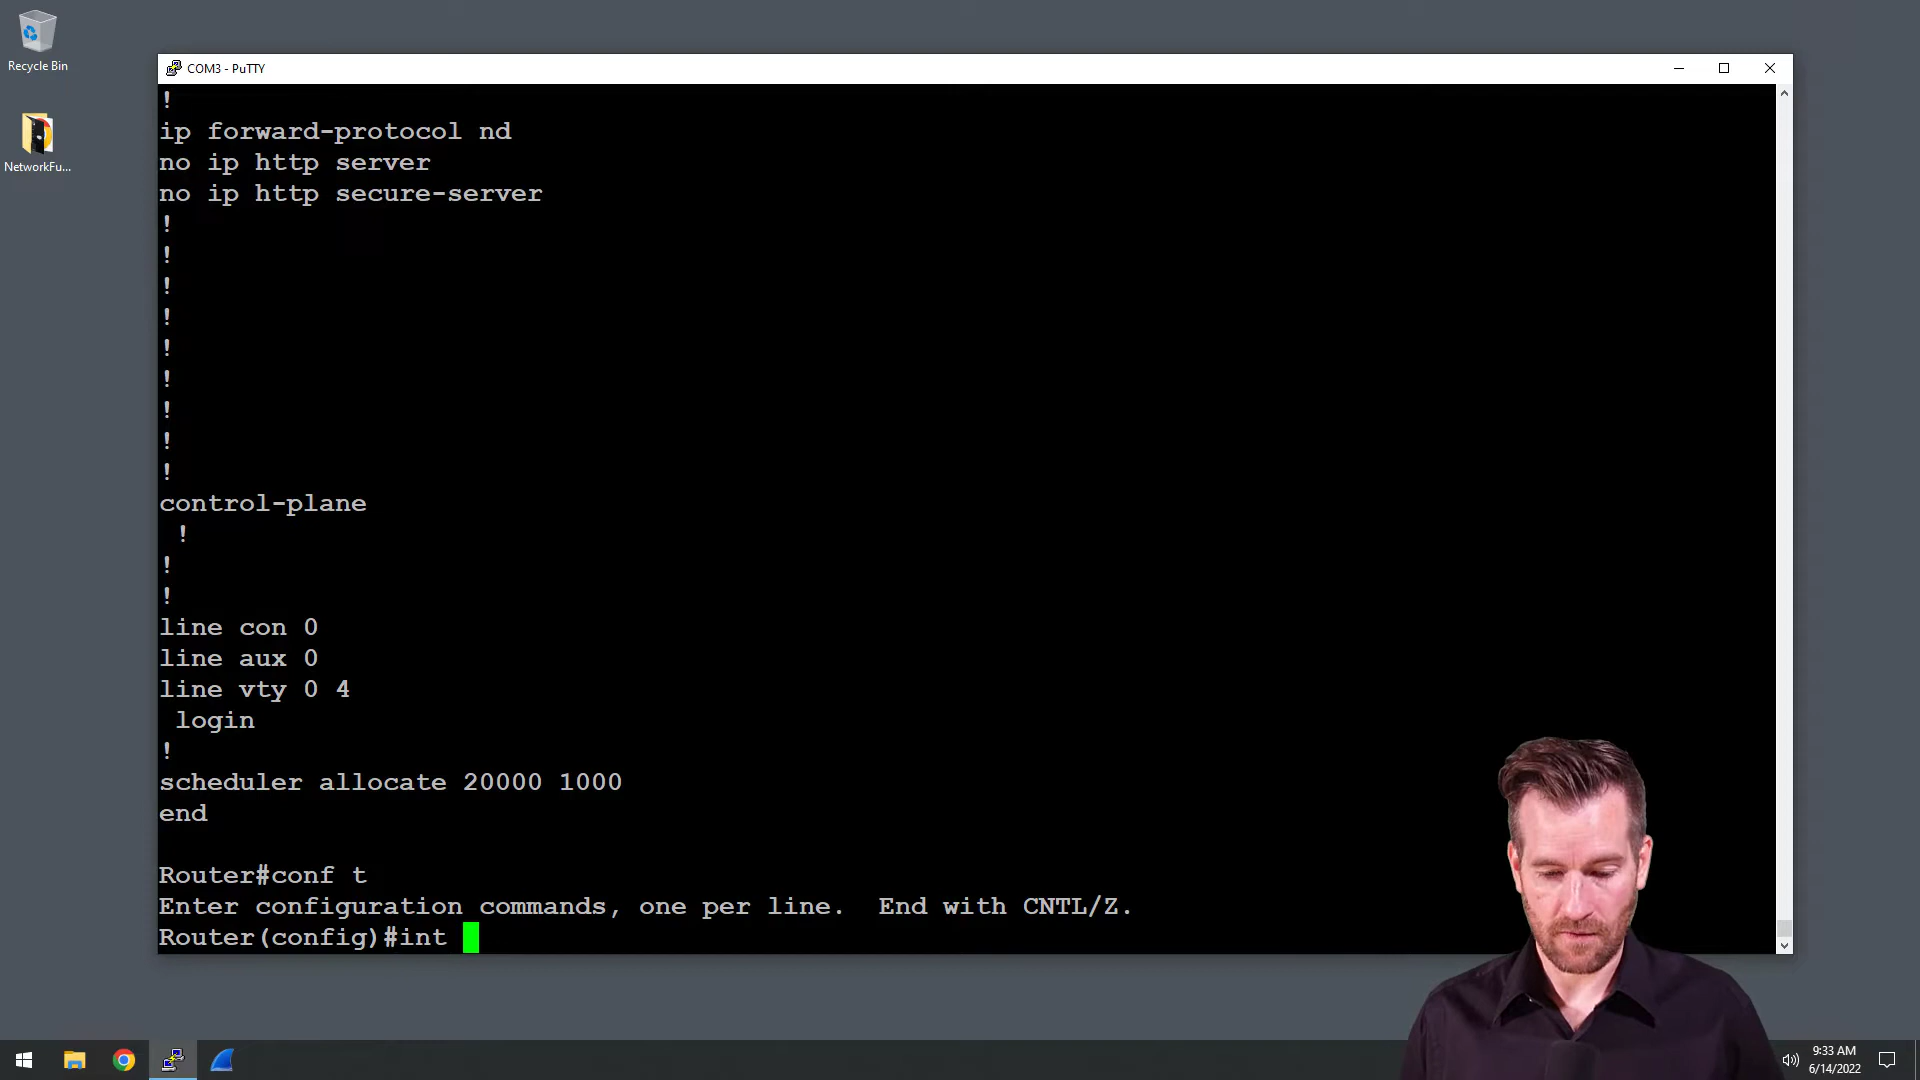 Recycle Bin
NetworkFu...
COM3 - PuTTY
!
ip forward-protocol nd
no ip http server
no ip http secure-server
!
!
!
!
!
!
!
!
!
control-plane
!
!
!
line con 0
line aux 0
line vty 0 4
login
!
scheduler allocate 20000 1000
end
Router#conf t
Enter configuration commands, one per line.  End with CNTL/Z.
Router(config)#int
9:33 AM
6/14/2022